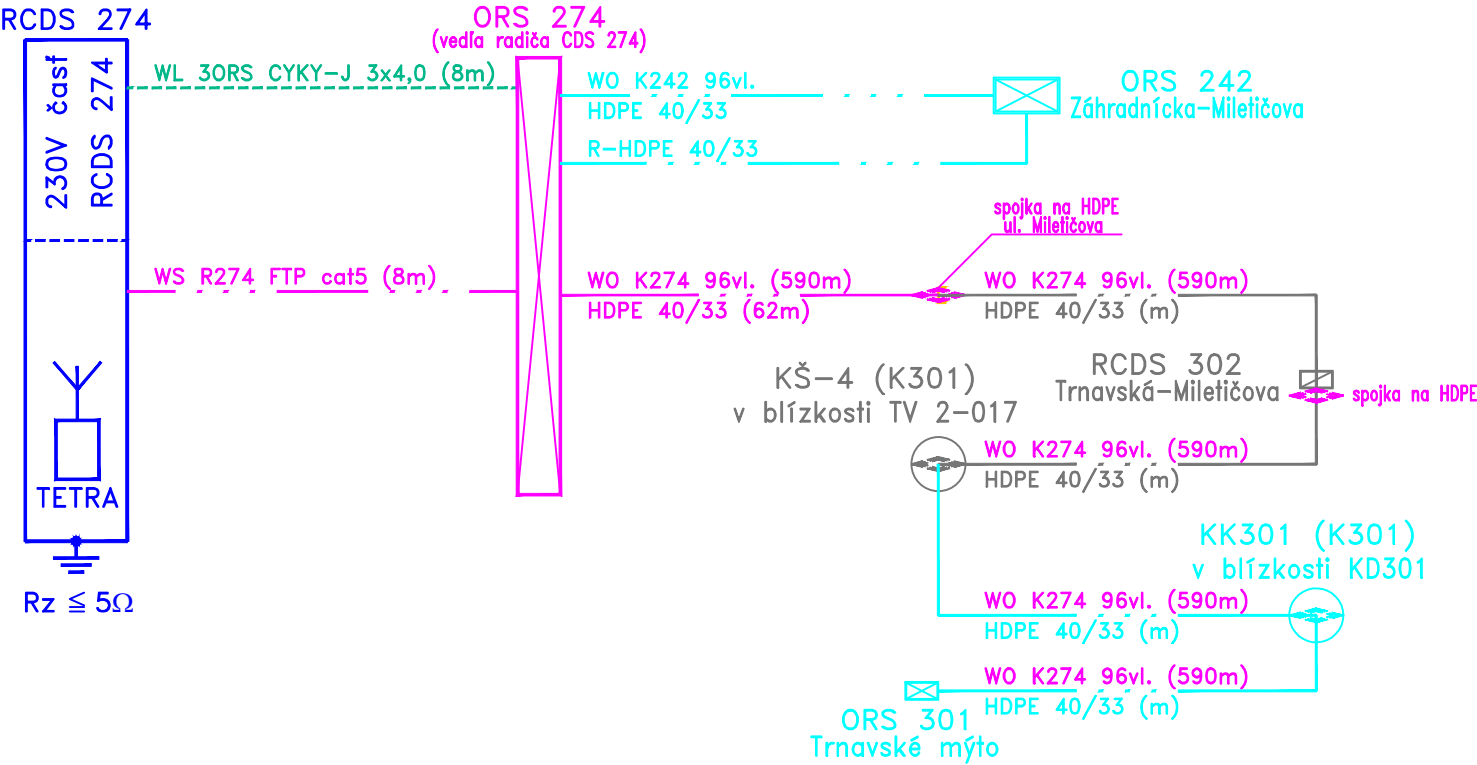 RCDS 274
230V časť
RCDS 274
TETRA
Rz ≤ 5Ω
WL 3ORS CYKY-J 3x4,0 (8m)
WS R274 FTP cat5 (8m)
ORS 274
(vedľa radiča CDS 274)
WO K242 96vl.
HDPE 40/33
R-HDPE 40/33
ORS 242
Záhradnícka-Miletičova
spojka na HDPE
ul. Miletičova
WO K274 96vl. (590m)
HDPE 40/33 (62m)
WO K274 96vl. (590m)
HDPE 40/33 (m)
RCDS 302
Trnavská-Miletičova
spojka na HDPE
KŠ-4 (K301)
v blízkosti TV 2-017
WO K274 96vl. (590m)
HDPE 40/33 (m)
KK301 (K301)
v blízkosti KD301
WO K274 96vl. (590m)
HDPE 40/33 (m)
WO K274 96vl. (590m)
HDPE 40/33 (m)
ORS 301
Trnavské mýto